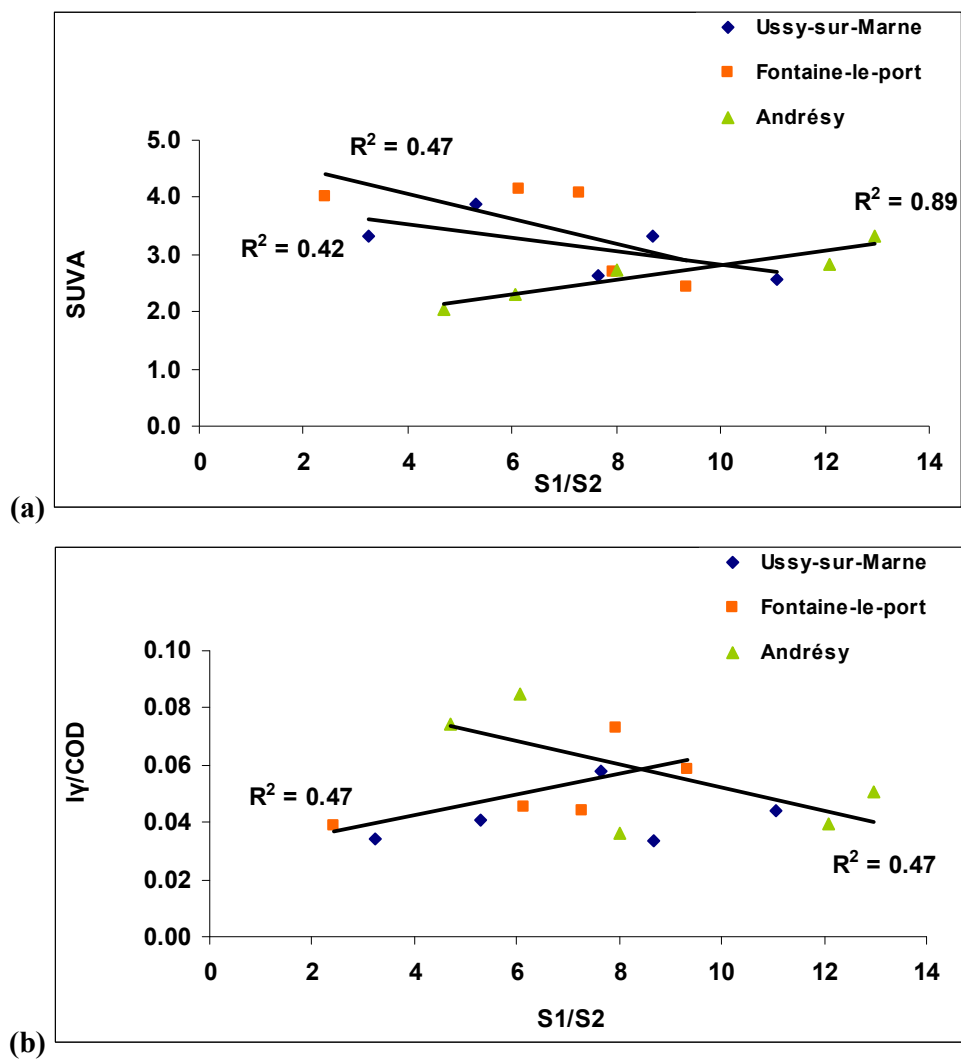 Ussy-sur-Marne
Fontaine-le-port
Andrésy
5.0
4.0
3.0
2.0
1.0
0.0
SUVA
R² = 0.47
R² = 0.42
R² = 0.89
0 2 4 6 8 10 12 14
S1/S2
(a)
Ussy-sur-Marne
Fontaine-le-port
Andrésy
0.10
0.08
0.06
0.04
0.02
0.00
Iγ/COD
R² = 0.47
R² = 0.47
0 2 4 6 8 10 12 14
S1/S2
(b)